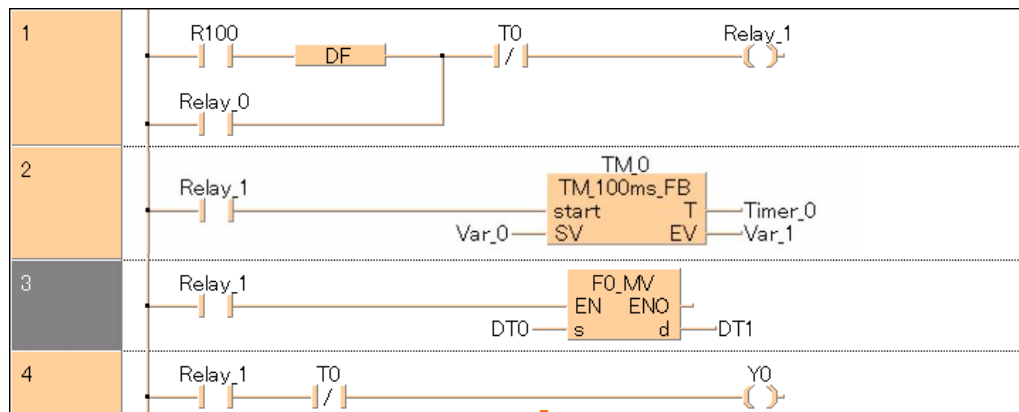 1
R100
T0
Relay_1
DF
Relay_0
2
TM_0
Relay_1
TM_100ms_FB
start T Timer_0
Var_0 SV EV Var_1
3
Relay_1
F0_MV
EN ENO
DT0 s d DT1
4
Relay_1
T0
Y0